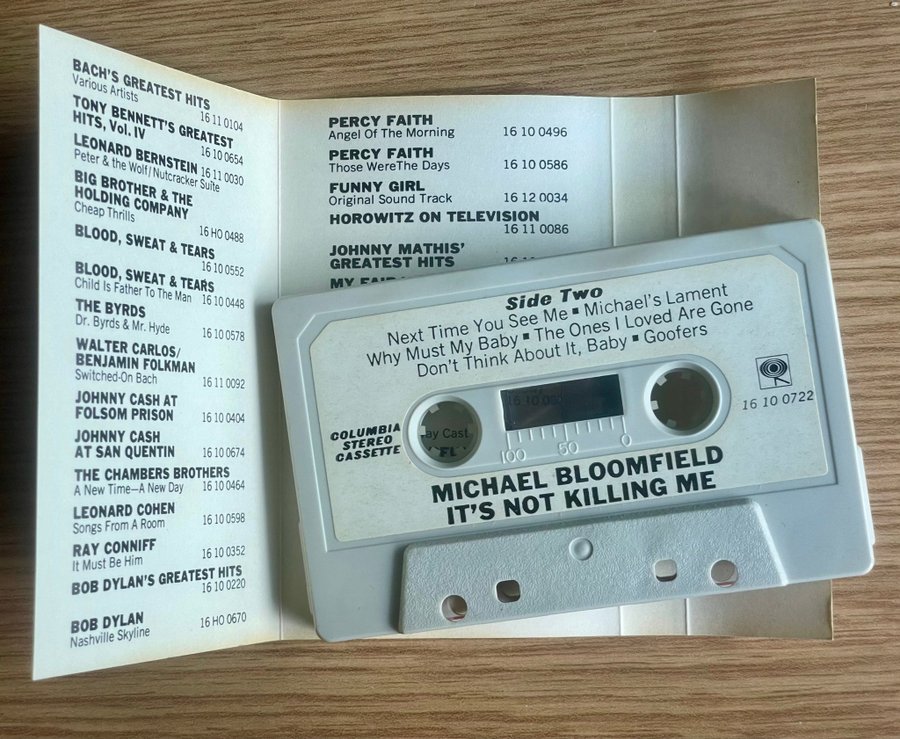 BACH'S GREATEST HITS
Various Artists
16 11 0104
TONY BENNETT'S GREATEST
HITS, Vol. IV
16 10 0654
LEONARD BERNSTEIN 16 11 0030
Peter & the Wolf/Nutcracker Suite
BIG BROTHER & THE
HOLDING COMPANY
Cheap Thrills
16 HO 0488
BLOOD, SWEAT & TEARS
16 10 0552
BLOOD, SWEAT & TEARS
Child Is Father To The Man 16 10 0448
THE BYRDS
Dr. Byrds & Mr. Hyde
16 10 0578
WALTER CARLOS/
BENJAMIN FOLKMAN
Switched-On Bach
16 11 0092
JOHNNY CASH AT
FOLSOM PRISON 16 10 0404
JOHNNY CASH
AT SAN QUENTIN 16 10 0674
THE CHAMBERS BROTHERS
A New Time—A New Day 16 10 0464
LEONARD COHEN
Songs From A Room 16 10 0598
RAY CONNIFF
It Must Be Him 16 10 0352
BOB DYLAN'S GREATEST HITS
16 10 0220
BOB DYLAN
Nashville Skyline 16 HO 0670
PERCY FAITH
Angel Of The Morning 16 10 0496
PERCY FAITH
Those WereThe Days 16 10 0586
FUNNY GIRL
Original Sound Track 16 12 0034
HOROWITZ ON TELEVISION
16 11 0086
JOHNNY MATHIS'
GREATEST HITS
MY FAIR
Side Two
Next Time You See Me ▪ Michael's Lament
Why Must My Baby ▪ The Ones I Loved Are Gone
Don't Think About It, Baby ▪ Goofers
16 10 0722
COLUMBIA
STEREO
CASSETTE
ay Cast
FL
100 50 0
MICHAEL BLOOMFIELD
IT'S NOT KILLING ME